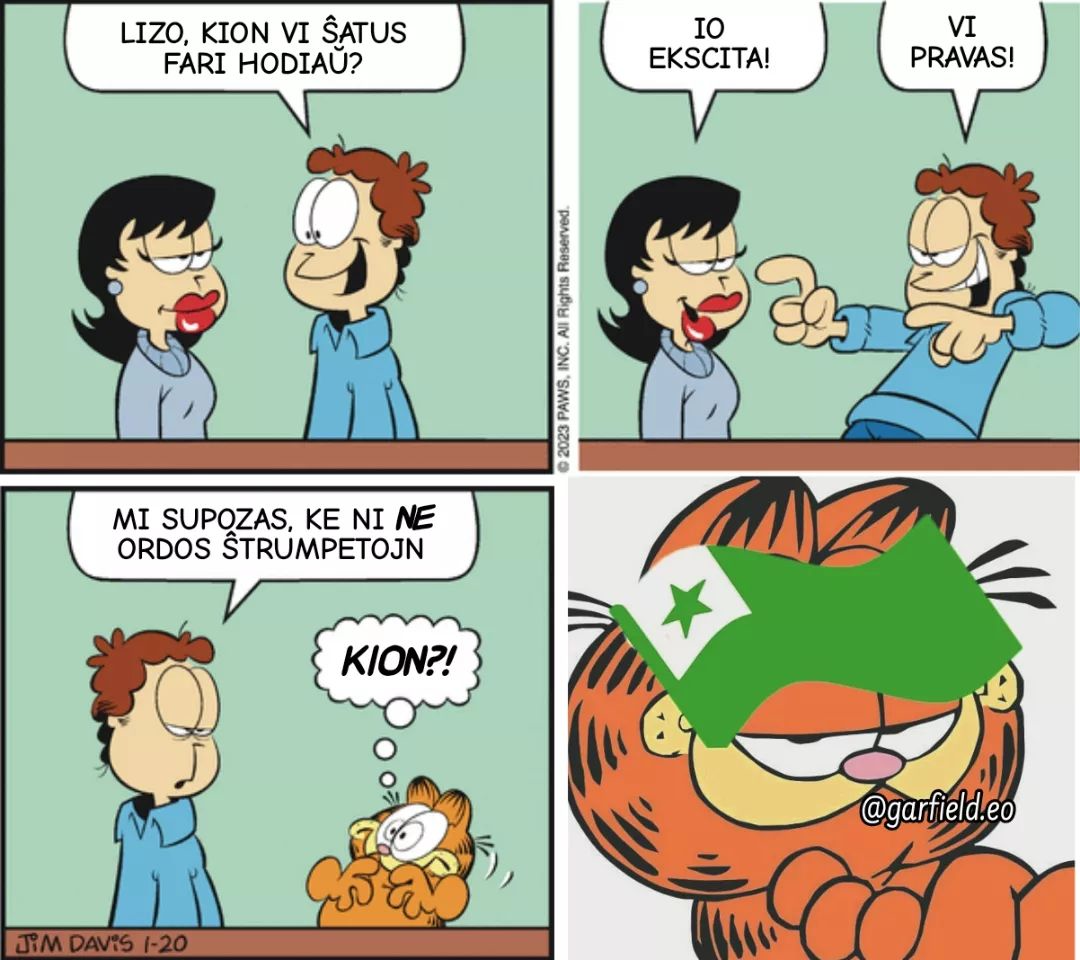 LIZO, KION VI ŜATUS
FARI HODIAŬ?
IO
EKSCITA!
VI
PRAVAS!
© 2023 PAWS, INC. All Rights Reserved.
MI SUPOZAS, KE NI NE
ORDOS ŜTRUMPETOJN
KION?!
JIM DAVIS 1-20
@garfield.eo